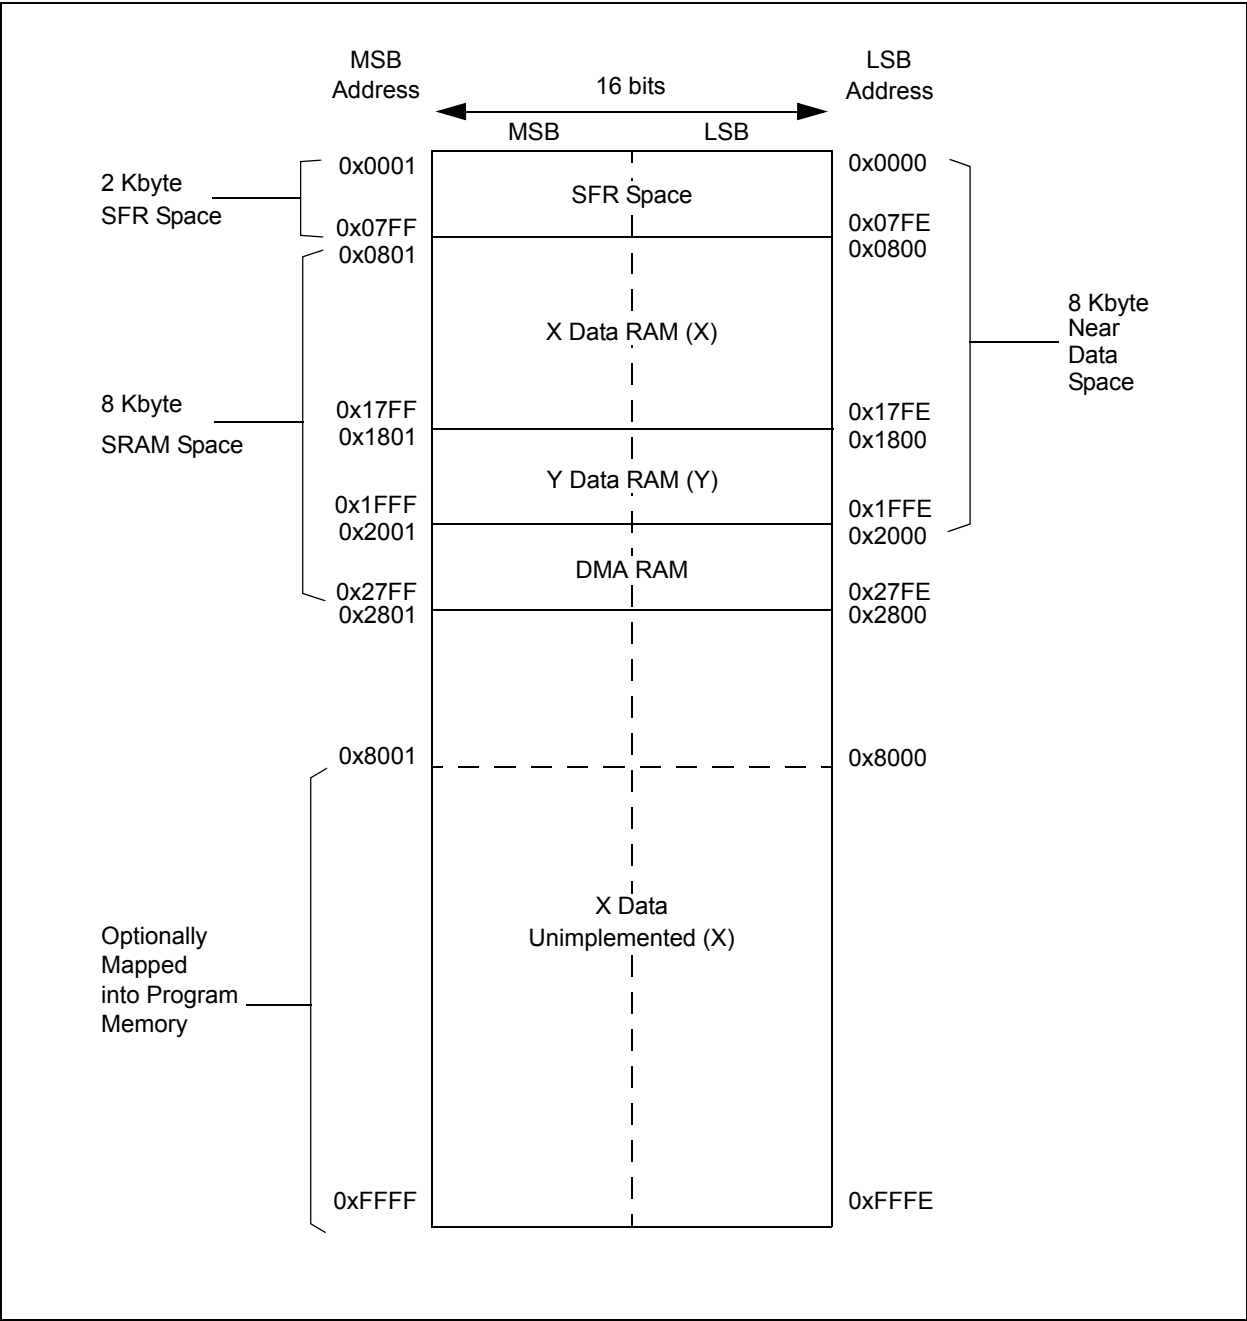 MSB
Address
LSB
Address
16 bits
MSB
LSB
0x0001
0x0000
2 Kbyte
SFR Space
SFR Space
0x07FF
0x07FE
0x0801
0x0800
8 Kbyte
Near
Data
Space
X Data RAM (X)
8 Kbyte
SRAM Space
0x17FF
0x17FE
0x1801
0x1800
Y Data RAM (Y)
0x1FFF
0x1FFE
0x2001
0x2000
DMA RAM
0x27FF
0x27FE
0x2801
0x2800
0x8001
0x8000
X Data
Unimplemented (X)
Optionally
Mapped
into Program
Memory
0xFFFF
0xFFFE